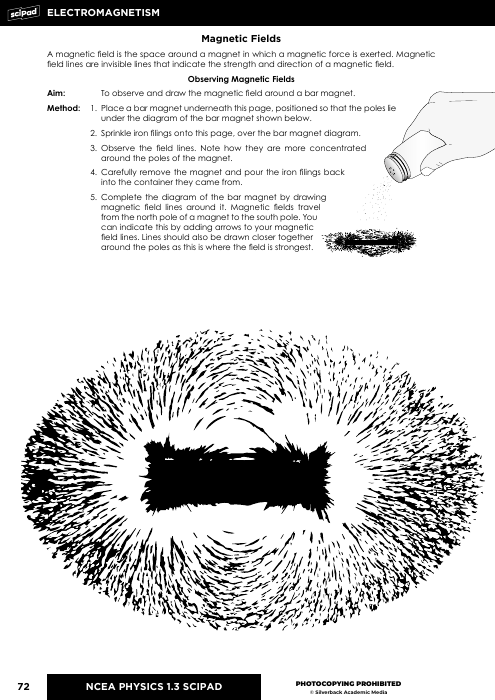 scipad ELECTROMAGNETISM
Magnetic Fields
A magnetic field is the space around a magnet in which a magnetic force is exerted. Magnetic
field lines are invisible lines that indicate the strength and direction of a magnetic field.
Observing Magnetic Fields
Aim: To observe and draw the magnetic field around a bar magnet.
Method: 1. Place a bar magnet underneath this page, positioned so that the poles lie
under the diagram of the bar magnet shown below.
2. Sprinkle iron filings onto this page, over the bar magnet diagram.
3. Observe the field lines. Note how they are more concentrated
around the poles of the magnet.
4. Carefully remove the magnet and pour the iron filings back
into the container they came from.
5. Complete the diagram of the bar magnet by drawing
magnetic field lines around it. Magnetic fields travel
from the north pole of a magnet to the south pole. You
can indicate this by adding arrows to your magnetic
field lines. Lines should also be drawn closer together
around the poles as this is where the field is strongest.
72 NCEA PHYSICS 1.3 SCIPAD PHOTOCOPYING PROHIBITED
© Silverback Academic Media